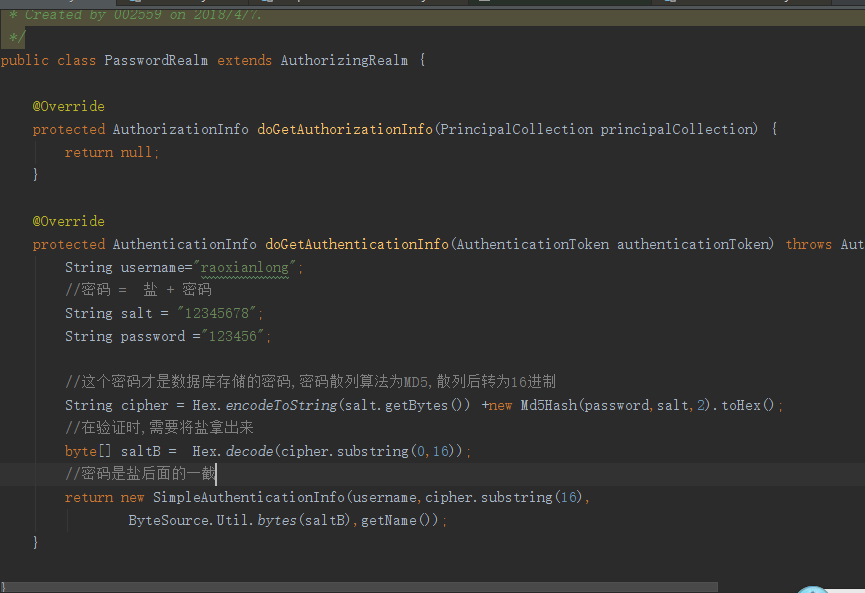 * Created by 002559 on 2018/4/7.
*/
public class PasswordRealm extends AuthorizingRealm {
@Override
protected AuthorizationInfo doGetAuthorizationInfo(PrincipalCollection principalCollection) {
return null;
}
@Override
protected AuthenticationInfo doGetAuthenticationInfo(AuthenticationToken authenticationToken) throws Aut
String username="raoxianlong";
//密码 = 盐 + 密码
String salt = "12345678";
String password ="123456";
//这个密码才是数据库存储的密码,密码散列算法为MD5,散列后转为16进制
String cipher = Hex.encodeToString(salt.getBytes()) +new Md5Hash(password,salt,2).toHex();
//在验证时,需要将盐拿出来
byte[] saltB = Hex.decode(cipher.substring(0,16));
//密码是盐后面的一截
return new SimpleAuthenticationInfo(username,cipher.substring(16),
ByteSource.Util.bytes(saltB),getName());
}
}